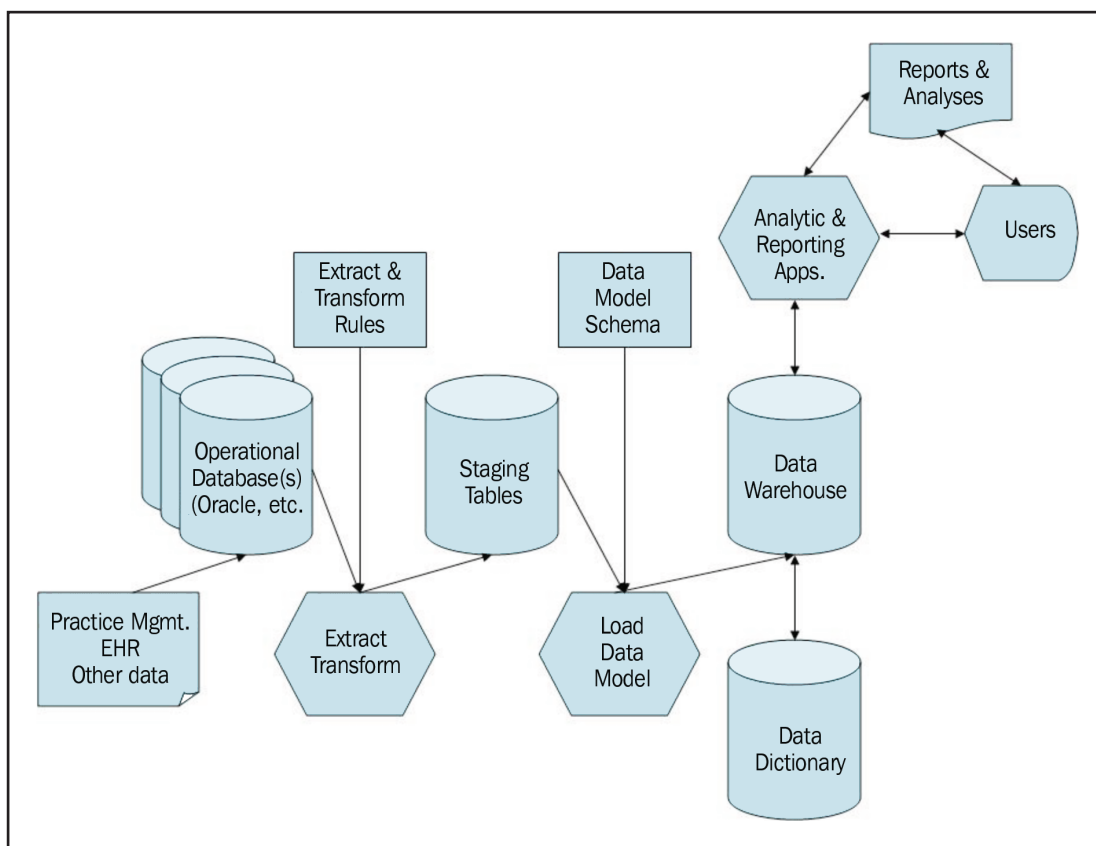 Reports &
Analyses
Analytic &
Reporting
Apps.
Users
Extract &
Transform
Rules
Data
Model
Schema
Operational
Database(s)
(Oracle, etc.
Staging
Tables
Data
Warehouse
Practice Mgmt.
EHR
Other data
Extract
Transform
Load
Data
Model
Data
Dictionary